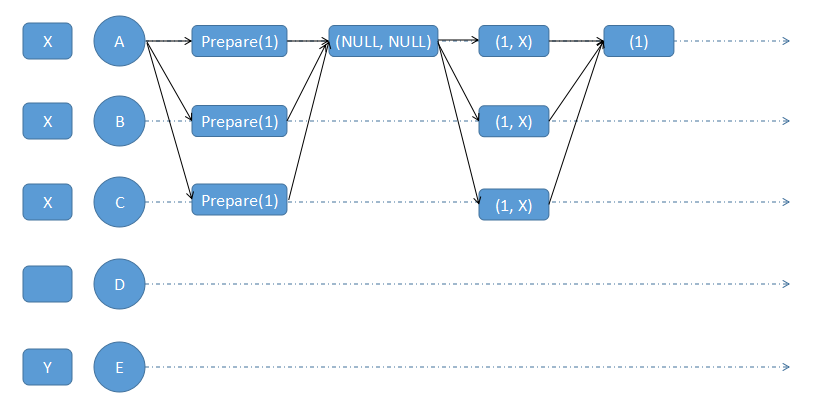 X A Prepare(1) (NULL, NULL) (1, X) (1)
X B Prepare(1) (1, X)
X C Prepare(1) (1, X)
D
Y E